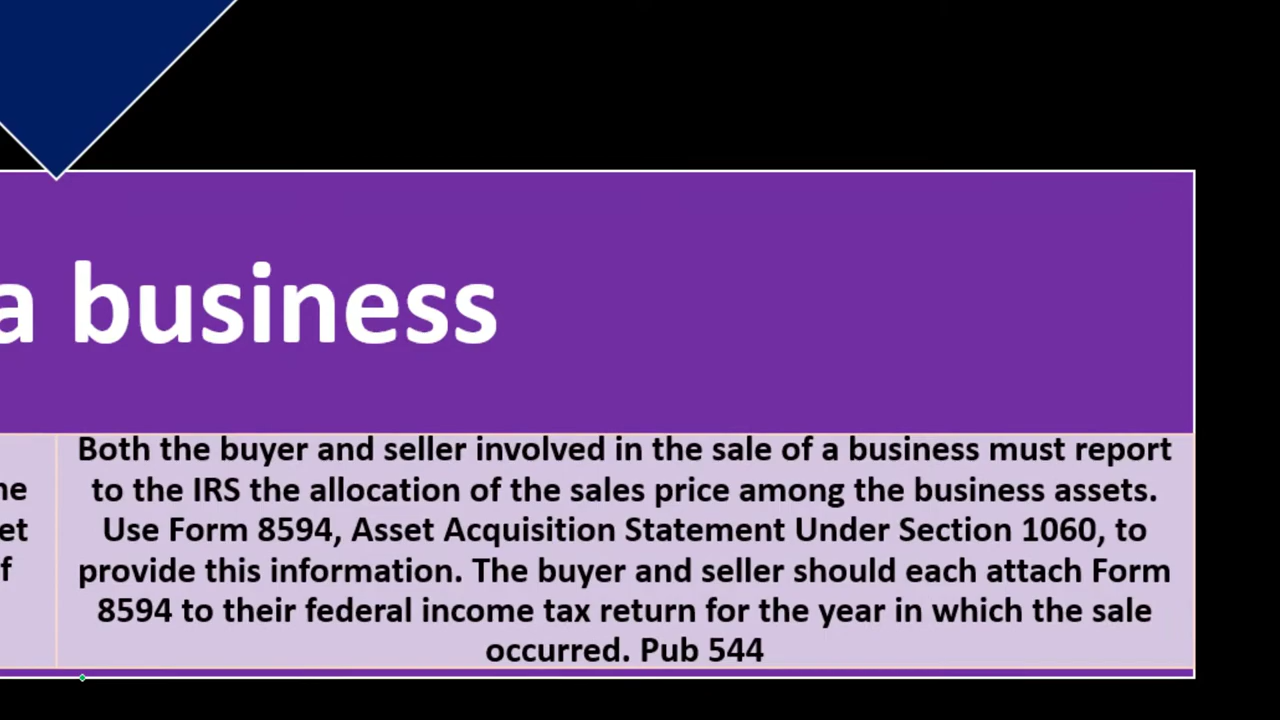 a business
Both the buyer and seller involved in the sale of a business must report
to the IRS the allocation of the sales price among the business assets.
Use Form 8594, Asset Acquisition Statement Under Section 1060, to
provide this information. The buyer and seller should each attach Form
8594 to their federal income tax return for the year in which the sale
occurred. Pub 544